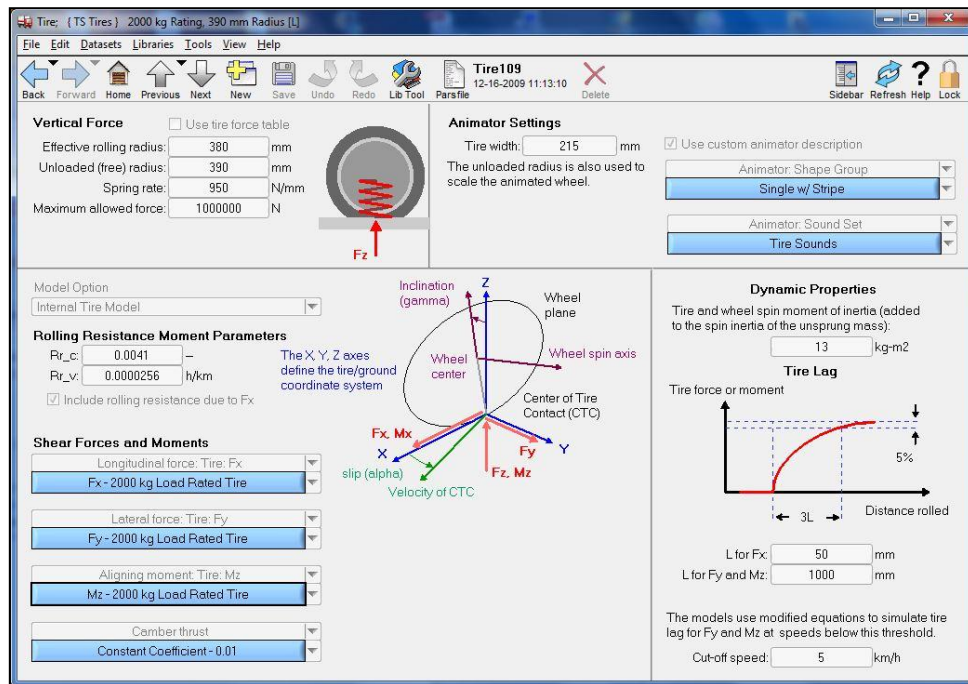 Tire; { TS Tires } 2000 kg Rating, 390 mm Radius [L]
File Edit Datasets Libraries Tools View Help
Back Forward Home Previous Next New Save Undo Redo Lib Tool Parsfile
Tire109
12-16-2009 11:13:10
Delete
Sidebar Refresh Help Lock
Vertical Force
Use tire force table
Effective rolling radius: 380 mm
Unloaded (free) radius: 390 mm
Spring rate: 950 N/mm
Maximum allowed force: 1000000 N
Fz
Animator Settings
Tire width: 215 mm
The unloaded radius is also used to
scale the animated wheel.
Use custom animator description
Animator: Shape Group
Single w/ Stripe
Animator: Sound Set
Tire Sounds
Model Option
Internal Tire Model
Rolling Resistance Moment Parameters
Rr_c: 0.0041 –
Rr_v: 0.0000256 h/km
Include rolling resistance due to Fx
The X, Y, Z axes
define the tire/ground
coordinate system
Shear Forces and Moments
Longitudinal force: Tire: Fx
Fx - 2000 kg Load Rated Tire
Lateral force: Tire: Fy
Fy - 2000 kg Load Rated Tire
Aligning moment: Tire: Mz
Mz - 2000 kg Load Rated Tire
Camber thrust
Constant Coefficient - 0.01
Inclination
(gamma)
Z
Wheel
plane
Wheel
center
Wheel spin axis
Center of Tire
Contact (CTC)
Fx, Mx
X
Fy
Y
slip (alpha)
Fz, Mz
Velocity of CTC
Dynamic Properties
Tire and wheel spin moment of inertia (added
to the spin inertia of the unsprung mass):
13 kg-m2
Tire Lag
Tire force or moment
5%
3L
Distance rolled
L for Fx: 50 mm
L for Fy and Mz: 1000 mm
The models use modified equations to simulate tire
lag for Fy and Mz at speeds below this threshold.
Cut-off speed: 5 km/h